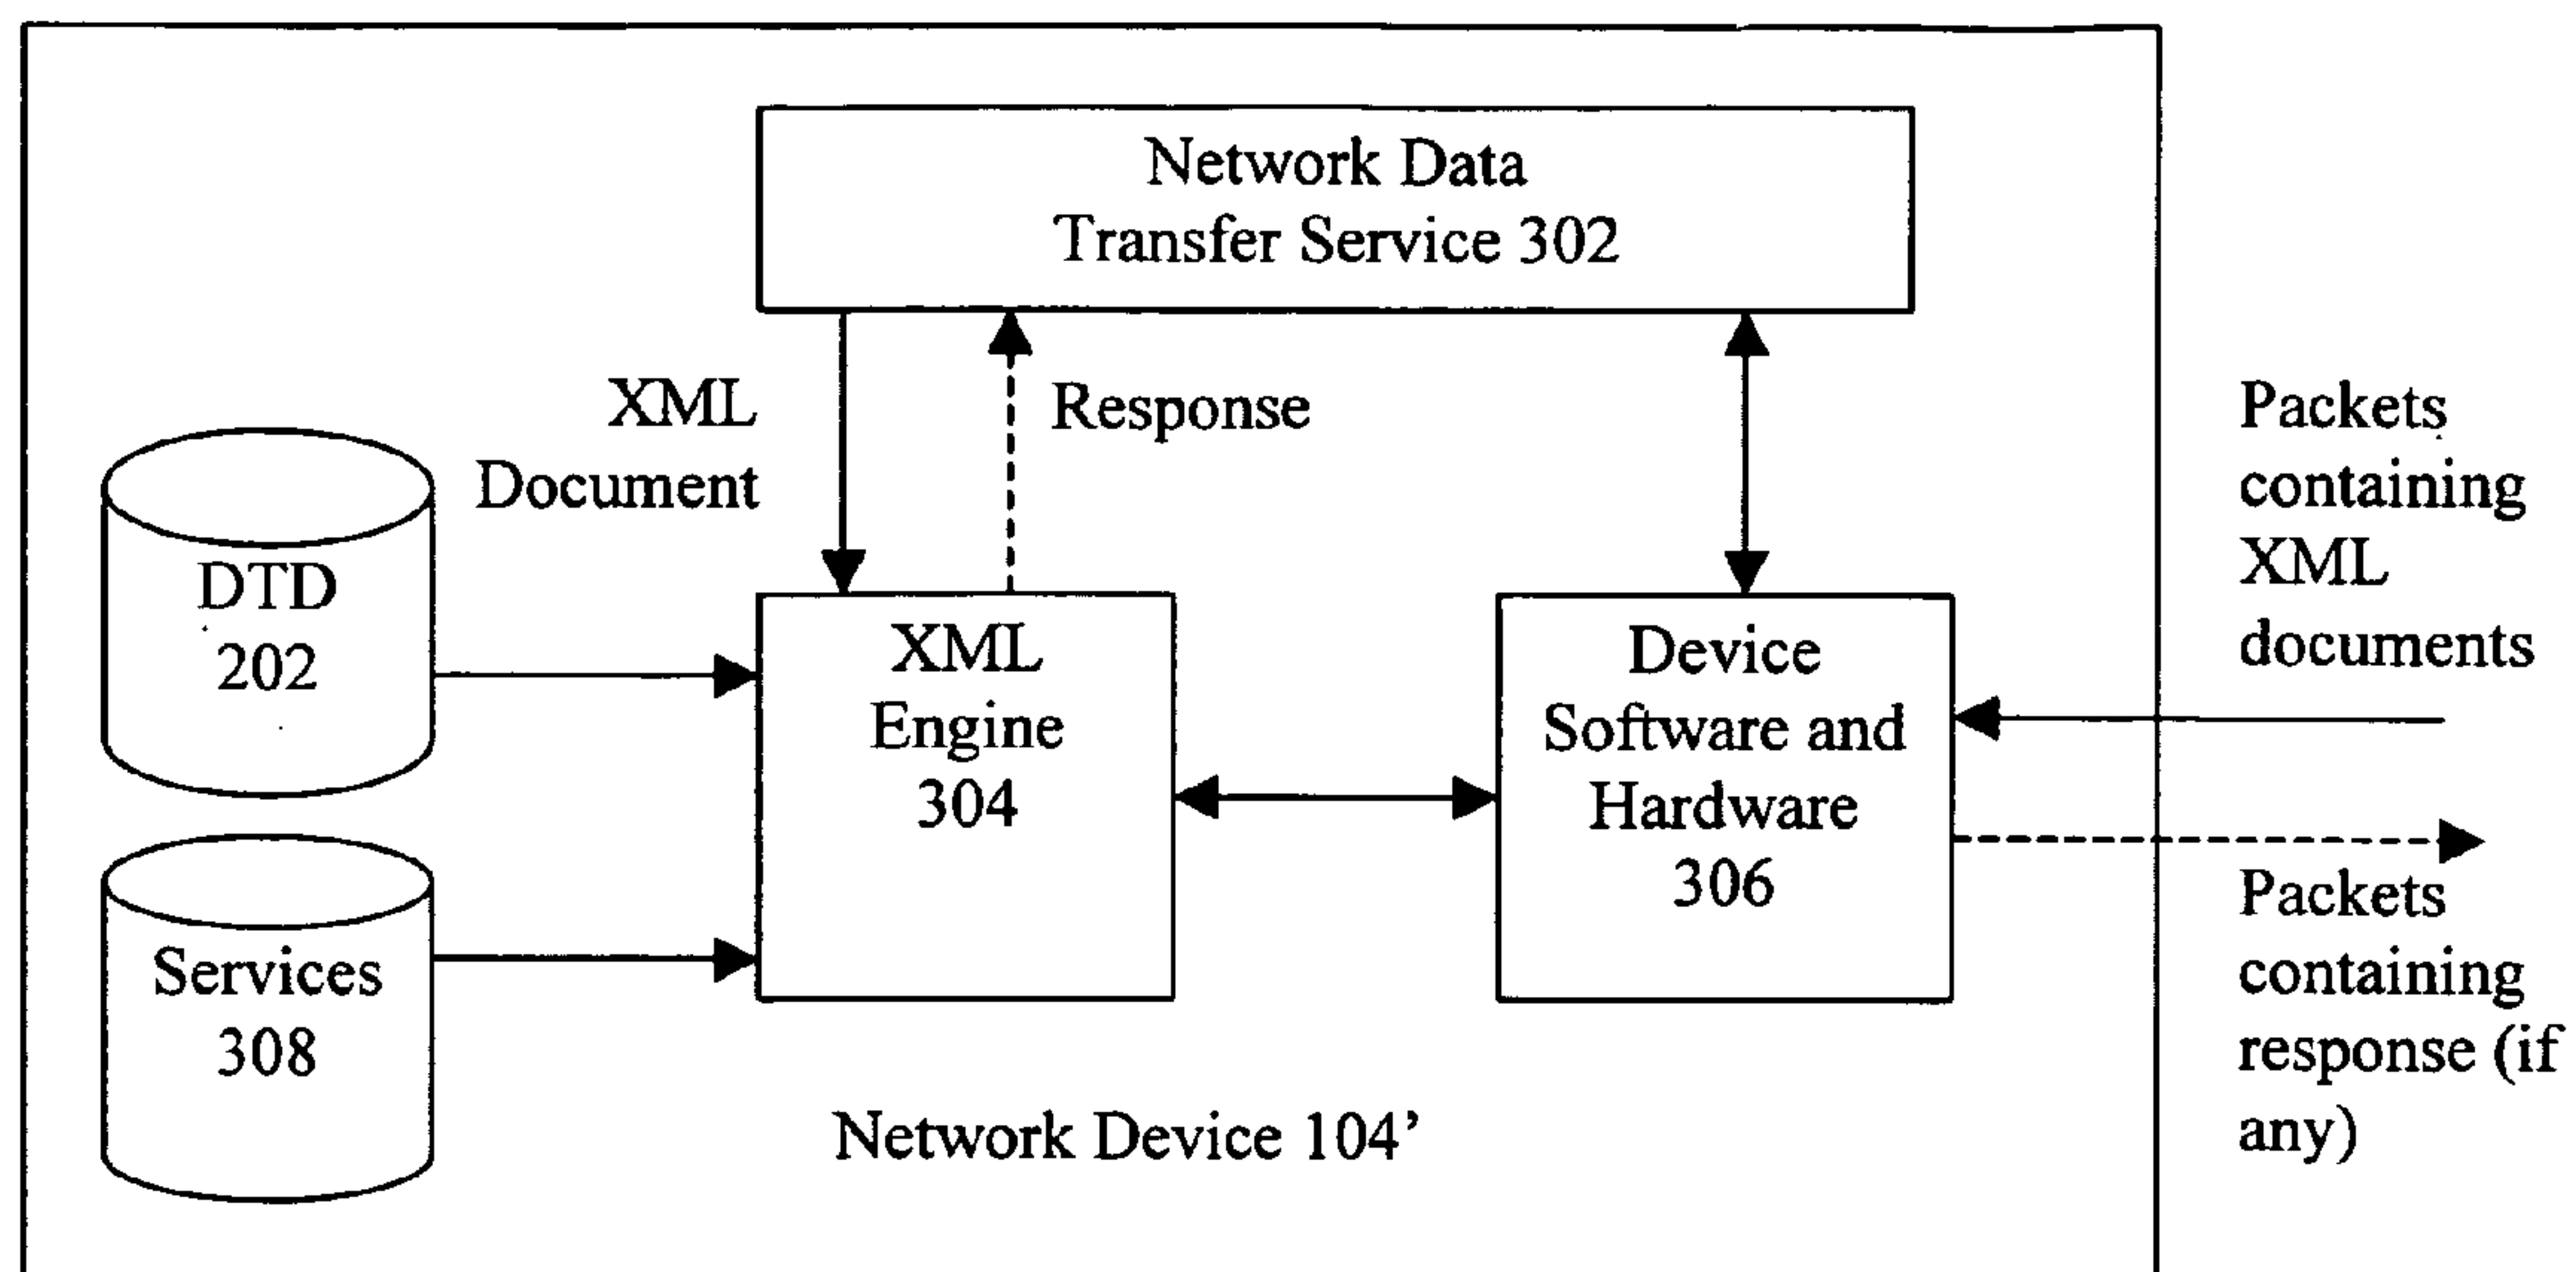 Network Data
Transfer Service 302
XML
Document
Response
DTD
202
XML
Engine
304
Device
Software and
Hardware
306
Services
308
Network Device 104’
Packets
containing
XML
documents
Packets
containing
response (if
any)